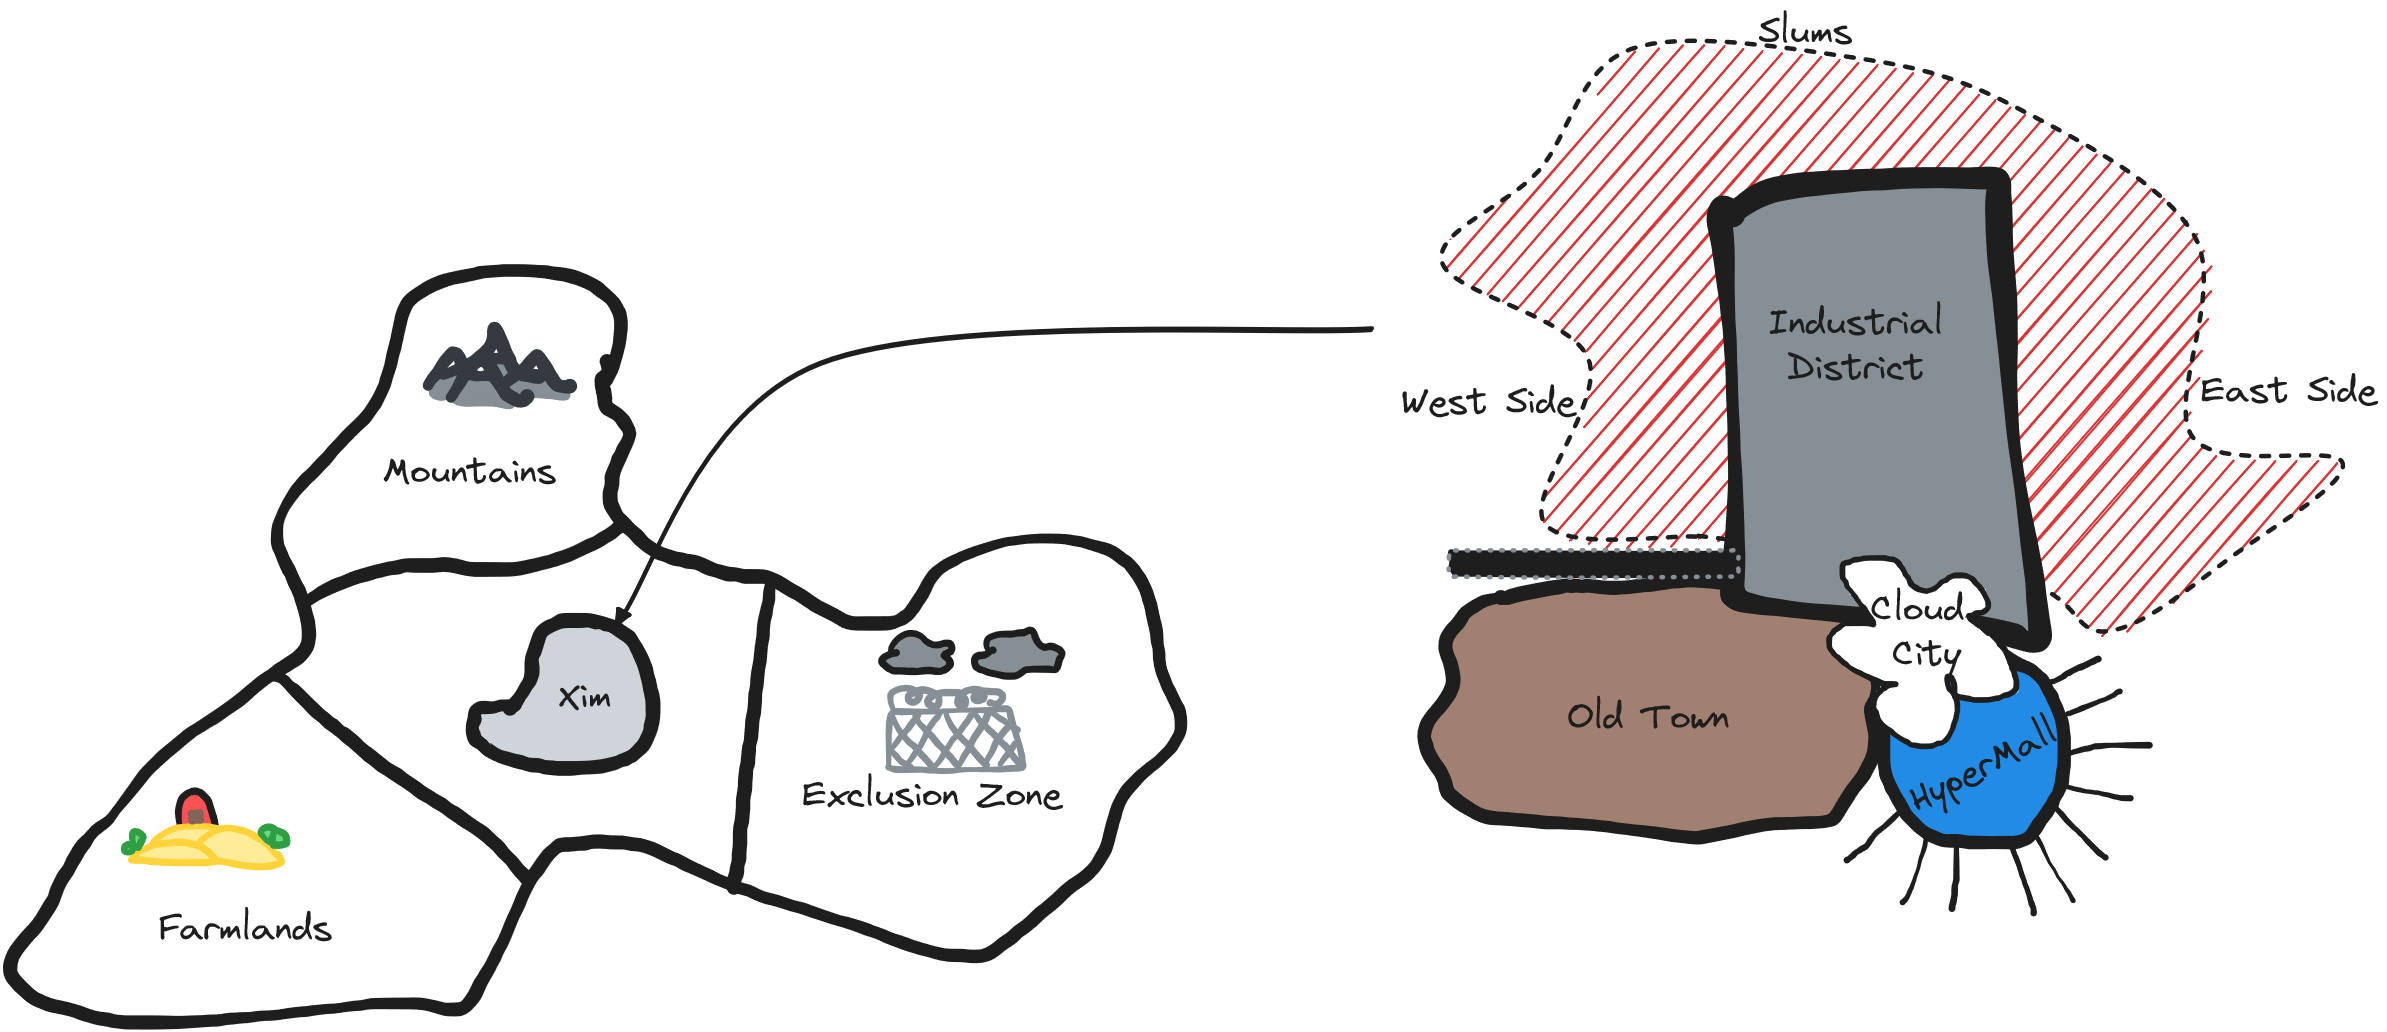 Slums
Industrial
District
West Side
East Side
Mountains
Cloud
City
Xim
Old Town
HyperMall
Exclusion Zone
Farmlands